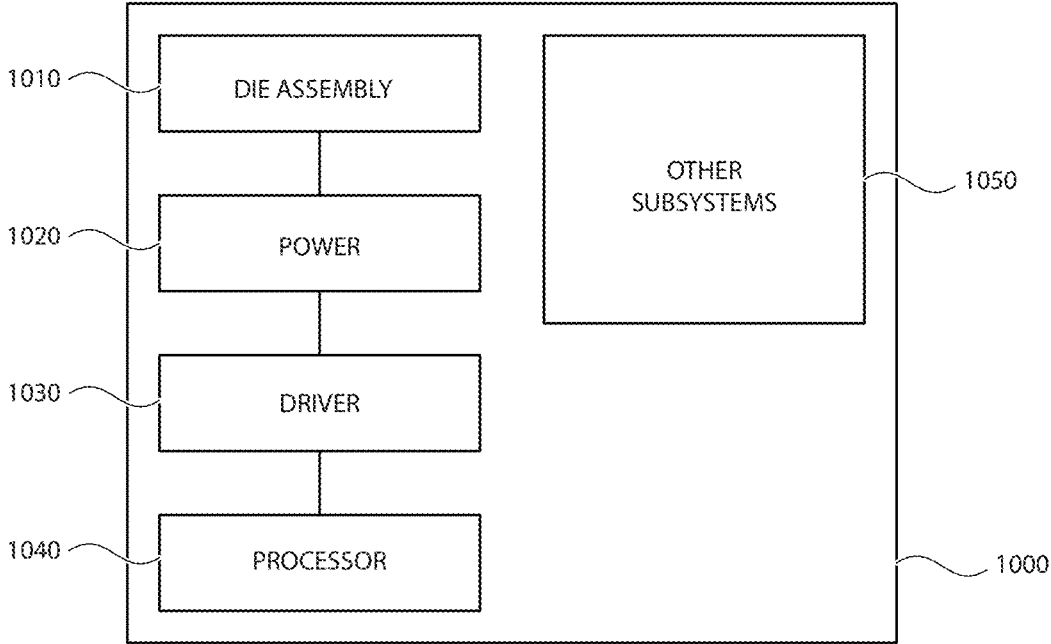 1010
DIE ASSEMBLY
OTHER
SUBSYSTEMS
1050
1020
POWER
1030
DRIVER
1040
PROCESSOR
1000